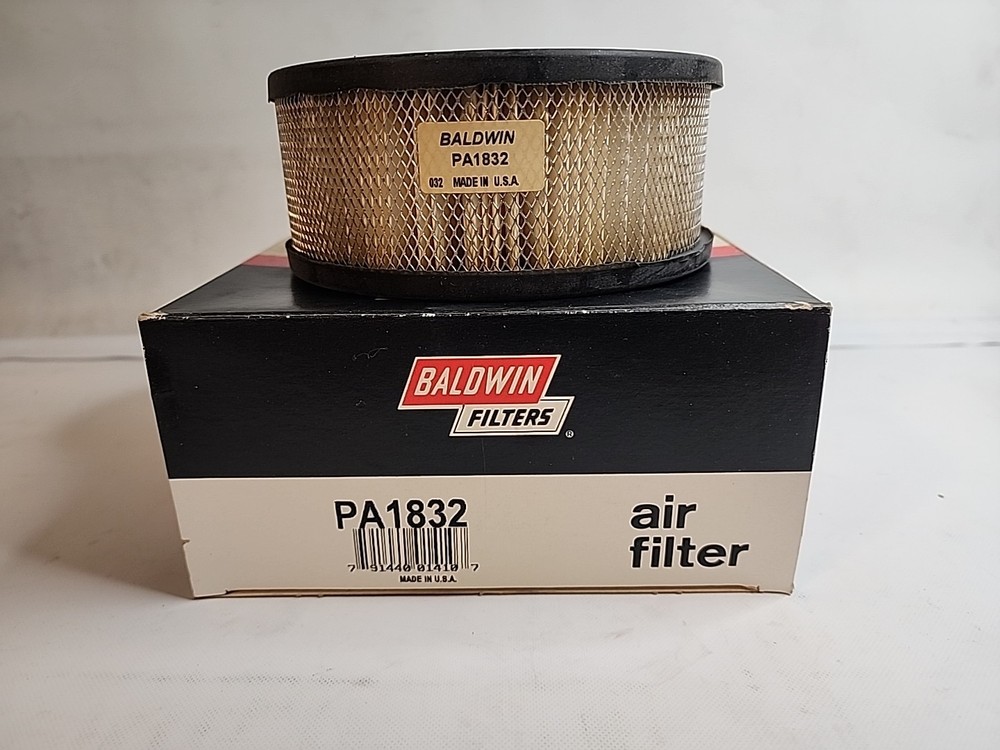 BALDWIN
PA1832
032 MADE IN U.S.A.
BALDWIN
FILTERS
®
PA1832
air
filter
7 91440 01410 7
MADE IN U.S.A.